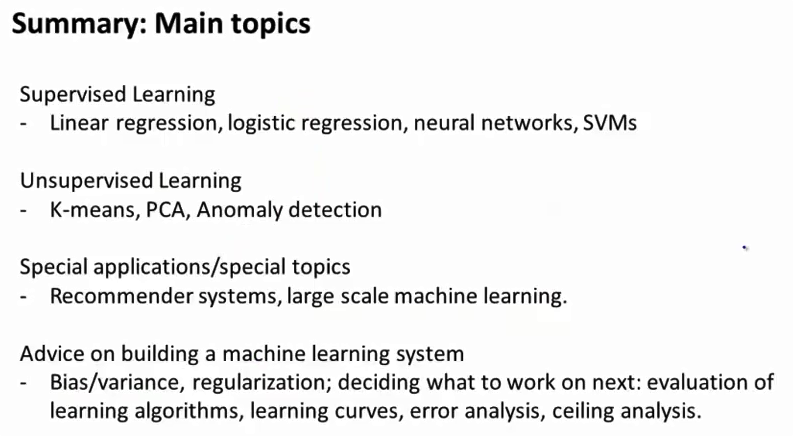 Summary: Main topics
Supervised Learning
- Linear regression, logistic regression, neural networks, SVMs
Unsupervised Learning
- K-means, PCA, Anomaly detection
Special applications/special topics
- Recommender systems, large scale machine learning.
Advice on building a machine learning system
- Bias/variance, regularization; deciding what to work on next: evaluation of
learning algorithms, learning curves, error analysis, ceiling analysis.